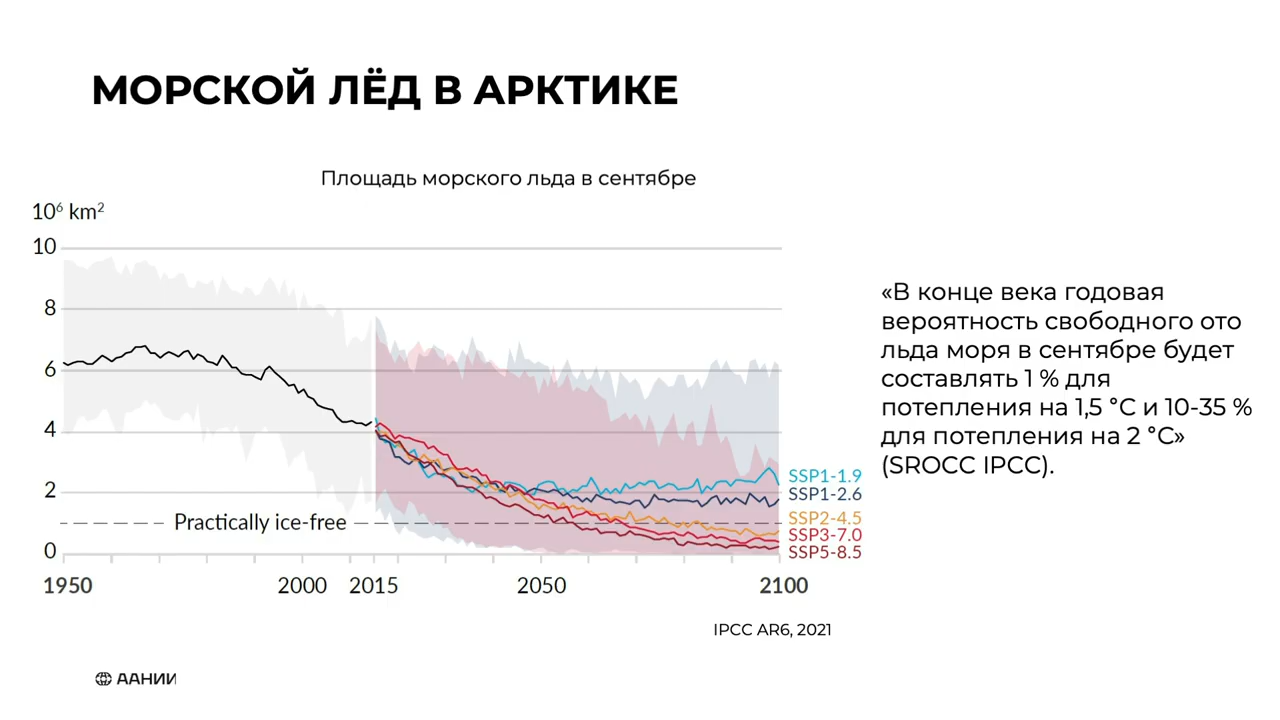 МОРСКОЙ ЛЁД В АРКТИКЕ
Площадь морского льда в сентябре
10⁶ km²
10
8
6
4
2
0
Practically ice-free
SSP1-1.9
SSP1-2.6
SSP2-4.5
SSP3-7.0
SSP5-8.5
1950
2000
2015
2050
2100
«В конце века годовая
вероятность свободного ото
льда моря в сентябре будет
составлять 1 % для
потепления на 1,5 °C и 10-35 %
для потепления на 2 °C»
(SROCC IPCC).
IPCC AR6, 2021
ААНИИ